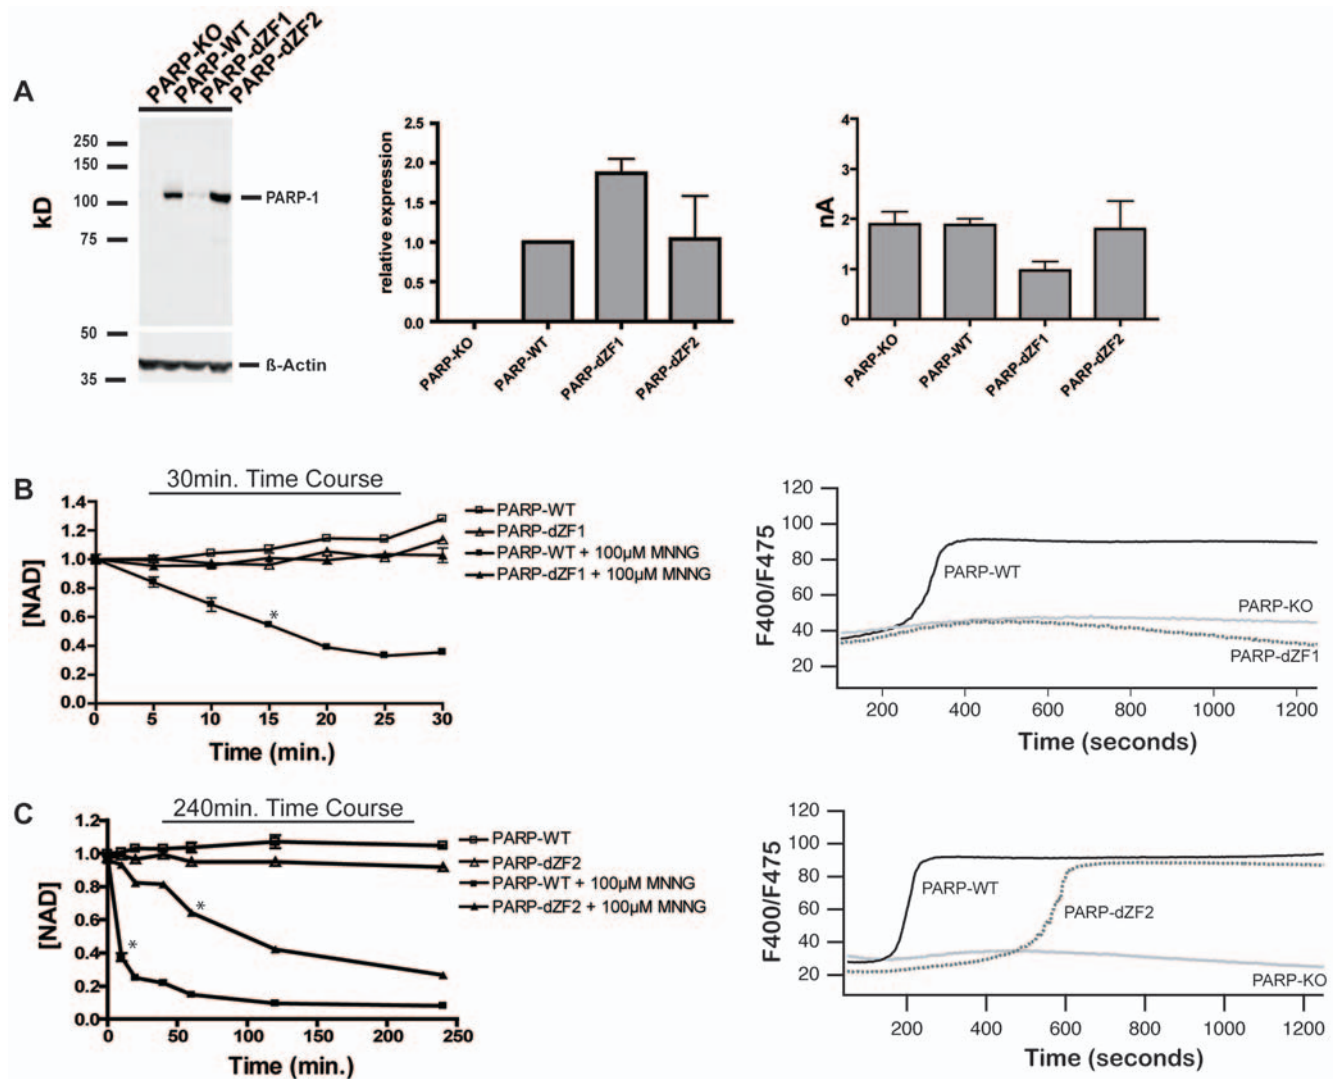 A
PARP-KO
PARP-WT
PARP-dZF1
PARP-dZF2
kD
250
150
100
75
50
35
PARP-1
ß-Actin
relative expression
2.5
2.0
1.5
1.0
0.5
0.0
PARP-KO
PARP-WT
PARP-dZF1
PARP-dZF2
nA
4
3
2
1
0
PARP-KO
PARP-WT
PARP-dZF1
PARP-dZF2
B
30min. Time Course
[NAD]
1.4
1.2
1.0
0.8
0.6
0.4
0.2
0.0
*
0 5 10 15 20 25 30
Time (min.)
PARP-WT
PARP-dZF1
PARP-WT + 100µM MNNG
PARP-dZF1 + 100µM MNNG
F400/F475
120
100
80
60
40
20
PARP-WT
PARP-KO
PARP-dZF1
200 400 600 800 1000 1200
Time (seconds)
C
240min. Time Course
[NAD]
1.2
1.0
0.8
0.6
0.4
0.2
0.0
*
*
0 50 100 150 200 250
Time (min.)
PARP-WT
PARP-dZF2
PARP-WT + 100µM MNNG
PARP-dZF2 + 100µM MNNG
F400/F475
120
100
80
60
40
20
PARP-WT
PARP-dZF2
PARP-KO
200 400 600 800 1000 1200
Time (seconds)